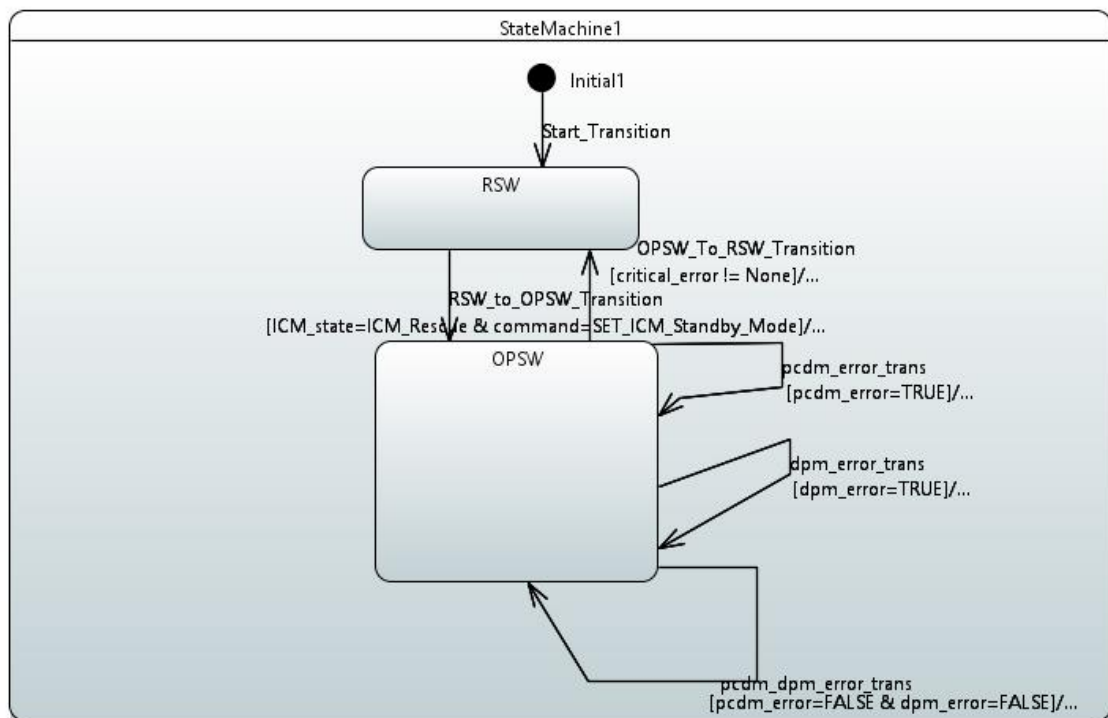 StateMachine1
Initial1
Start_Transition
RSW
OPSW_To_RSW_Transition
[critical_error != None]/...
RSW_to_OPSW_Transition
[ICM_state=ICM_Rescue & command=SET_ICM_Standby_Mode]/...
OPSW
pcdm_error_trans
[pcdm_error=TRUE]/...
dpm_error_trans
[dpm_error=TRUE]/...
pcdm_dpm_error_trans
[pcdm_error=FALSE & dpm_error=FALSE]/...